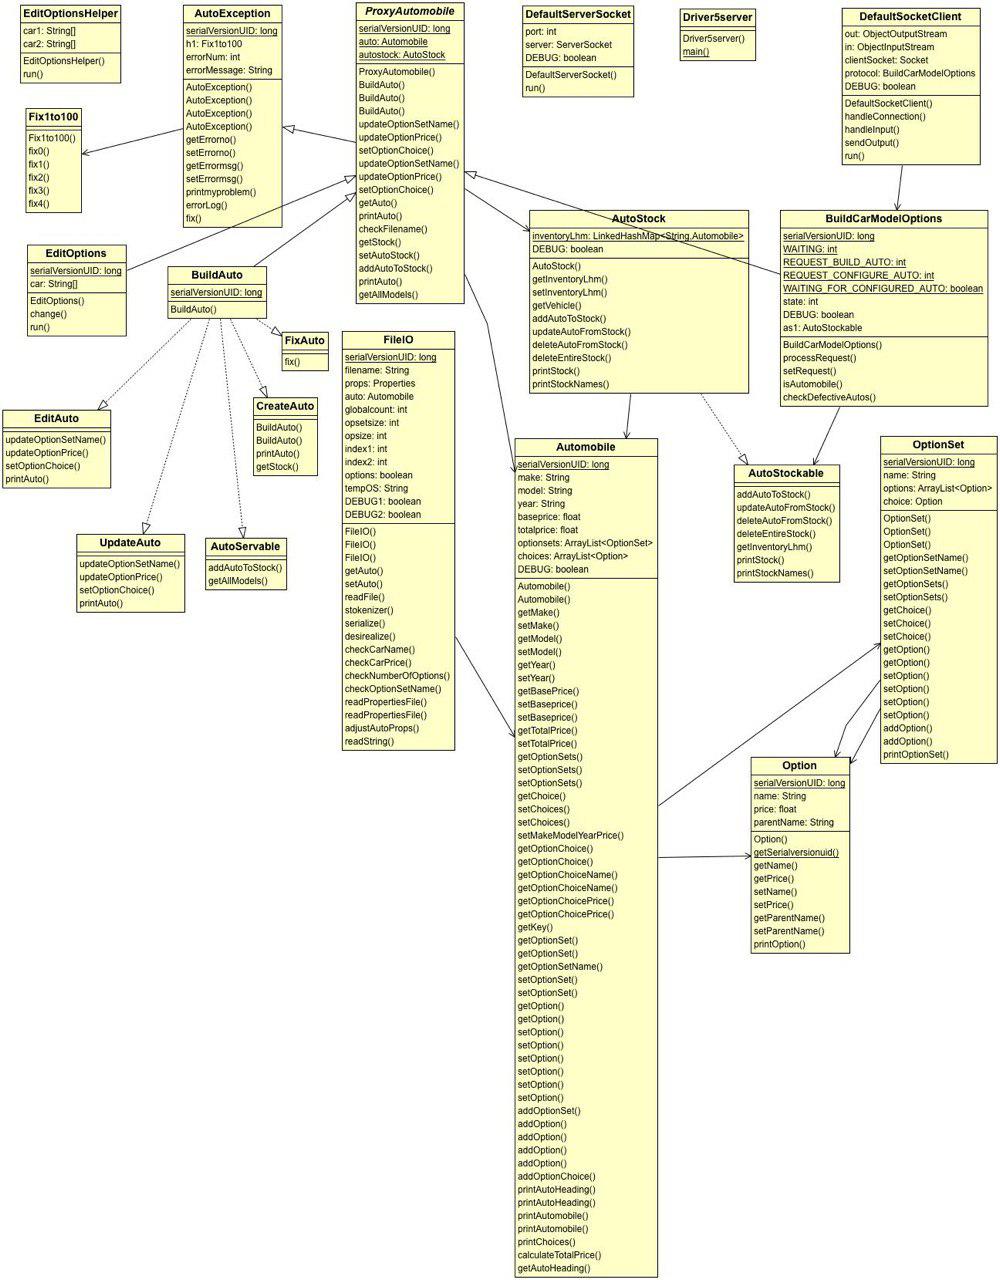 EditOptionsHelper
car1: String[]
car2: String[]
EditOptionsHelper()
run()
AutoException
serialVersionUID: long
h1: Fix1to100
errorNum: int
errorMessage: String
AutoException()
AutoException()
AutoException()
AutoException()
getErrorno()
setErrorno()
getErrormsg()
setErrormsg()
printmyproblem()
errorLog()
fix()
ProxyAutomobile
serialVersionUID: long
auto: Automobile
autostock: AutoStock
ProxyAutomobile()
BuildAuto()
BuildAuto()
BuildAuto()
updateOptionSetName()
updateOptionPrice()
setOptionChoice()
updateOptionSetName()
updateOptionPrice()
setOptionChoice()
getAuto()
printAuto()
checkFilename()
getStock()
setAutoStock()
addAutoToStock()
printAuto()
getAllModels()
DefaultServerSocket
port: int
server: ServerSocket
DEBUG: boolean
DefaultServerSocket()
run()
Driver5server
Driver5server()
main()
DefaultSocketClient
out: ObjectOutputStream
in: ObjectInputStream
clientSocket: Socket
protocol: BuildCarModelOptions
DEBUG: boolean
DefaultSocketClient()
handleConnection()
handleInput()
sendOutput()
run()
Fix1to100
Fix1to100()
fix0()
fix1()
fix2()
fix3()
fix4()
EditOptions
serialVersionUID: long
car: String[]
EditOptions()
change()
run()
BuildAuto
serialVersionUID: long
BuildAuto()
AutoStock
inventoryLhm: LinkedHashMap<String,Automobile>
DEBUG: boolean
AutoStock()
getInventoryLhm()
setInventoryLhm()
getVehicle()
addAutoToStock()
updateAutoFromStock()
deleteAutoFromStock()
deleteEntireStock()
printStock()
printStockNames()
BuildCarModelOptions
serialVersionUID: long
WAITING: int
REQUEST_BUILD_AUTO: int
REQUEST_CONFIGURE_AUTO: int
WAITING_FOR_CONFIGURED_AUTO: boolean
state: int
DEBUG: boolean
as1: AutoStockable
BuildCarModelOptions()
processRequest()
setRequest()
isAutomobile()
checkDefectiveAutos()
FixAuto
fix()
FileIO
serialVersionUID: long
filename: String
props: Properties
auto: Automobile
globalcount: int
opsetsize: int
opsize: int
index1: int
index2: int
options: boolean
tempOS: String
DEBUG1: boolean
DEBUG2: boolean
FileIO()
FileIO()
FileIO()
getAuto()
setAuto()
readFile()
stokenizer()
serialize()
desirealize()
checkCarName()
checkCarPrice()
checkNumberOfOptions()
checkOptionSetName()
readPropertiesFile()
readPropertiesFile()
adjustAutoProps()
readString()
EditAuto
updateOptionSetName()
updateOptionPrice()
setOptionChoice()
printAuto()
CreateAuto
BuildAuto()
BuildAuto()
printAuto()
getStock()
UpdateAuto
updateOptionSetName()
updateOptionPrice()
setOptionChoice()
printAuto()
AutoServable
addAutoToStock()
getAllModels()
Automobile
serialVersionUID: long
make: String
model: String
year: String
baseprice: float
totalprice: float
optionsets: ArrayList<OptionSet>
choices: ArrayList<Option>
DEBUG: boolean
Automobile()
Automobile()
getMake()
setMake()
getModel()
setModel()
getYear()
setYear()
getBasePrice()
setBaseprice()
setBaseprice()
getTotalPrice()
setTotalPrice()
getOptionSets()
setOptionSets()
setOptionSets()
getChoice()
setChoices()
setChoices()
setMakeModelYearPrice()
getOptionChoice()
getOptionChoice()
getOptionChoiceName()
getOptionChoiceName()
getOptionChoicePrice()
getOptionChoicePrice()
getKey()
getOptionSet()
getOptionSet()
getOptionSetName()
setOptionSet()
setOptionSet()
getOption()
getOption()
setOption()
setOption()
setOption()
setOption()
setOption()
setOption()
addOptionSet()
addOption()
addOption()
addOption()
addOption()
addOptionChoice()
printAutoHeading()
printAutoHeading()
printAutomobile()
printAutomobile()
printChoices()
calculateTotalPrice()
getAutoHeading()
AutoStockable
addAutoToStock()
updateAutoFromStock()
deleteAutoFromStock()
deleteEntireStock()
getInventoryLhm()
printStock()
printStockNames()
OptionSet
serialVersionUID: long
name: String
options: ArrayList<Option>
choice: Option
OptionSet()
OptionSet()
OptionSet()
getOptionSetName()
setOptionSetName()
getOptionSets()
setOptionSets()
getChoice()
setChoice()
setChoice()
getOption()
getOption()
setOption()
setOption()
setOption()
setOption()
addOption()
addOption()
printOptionSet()
Option
serialVersionUID: long
name: String
price: float
parentName: String
Option()
getSerialversionuid()
getName()
getPrice()
setName()
setPrice()
getParentName()
setParentName()
printOption()